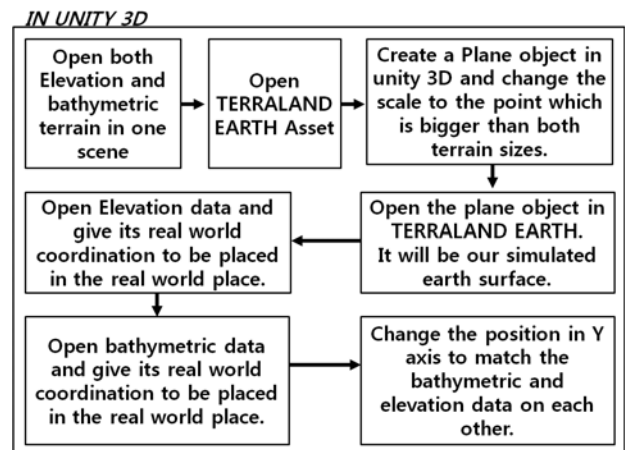 IN UNITY 3D
Open both
Elevation and
bathymetric
terrain in one
scene
Open
TERRALAND
EARTH Asset
Create a Plane object in
unity 3D and change the
scale to the point which
is bigger than both
terrain sizes.
Open the plane object in
TERRALAND EARTH.
It will be our simulated
earth surface.
Open Elevation data and
give its real world
coordination to be placed
in the real world place.
Open bathymetric data
and give its real world
coordination to be placed
in the real world place.
Change the position in Y
axis to match the
bathymetric and
elevation data on each
other.